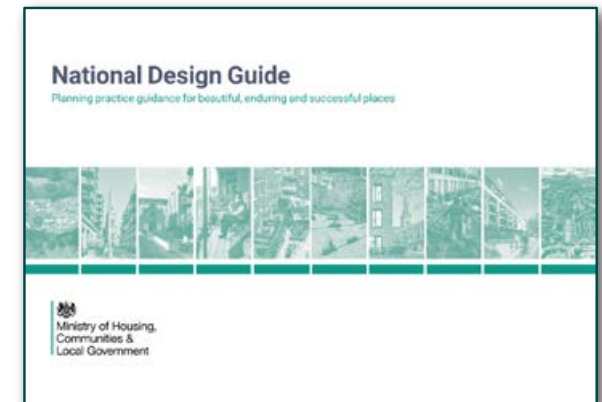 National Design Guide
Planning practice guidance for beautiful, enduring and successful places
Ministry of Housing,
Communities &
Local Government